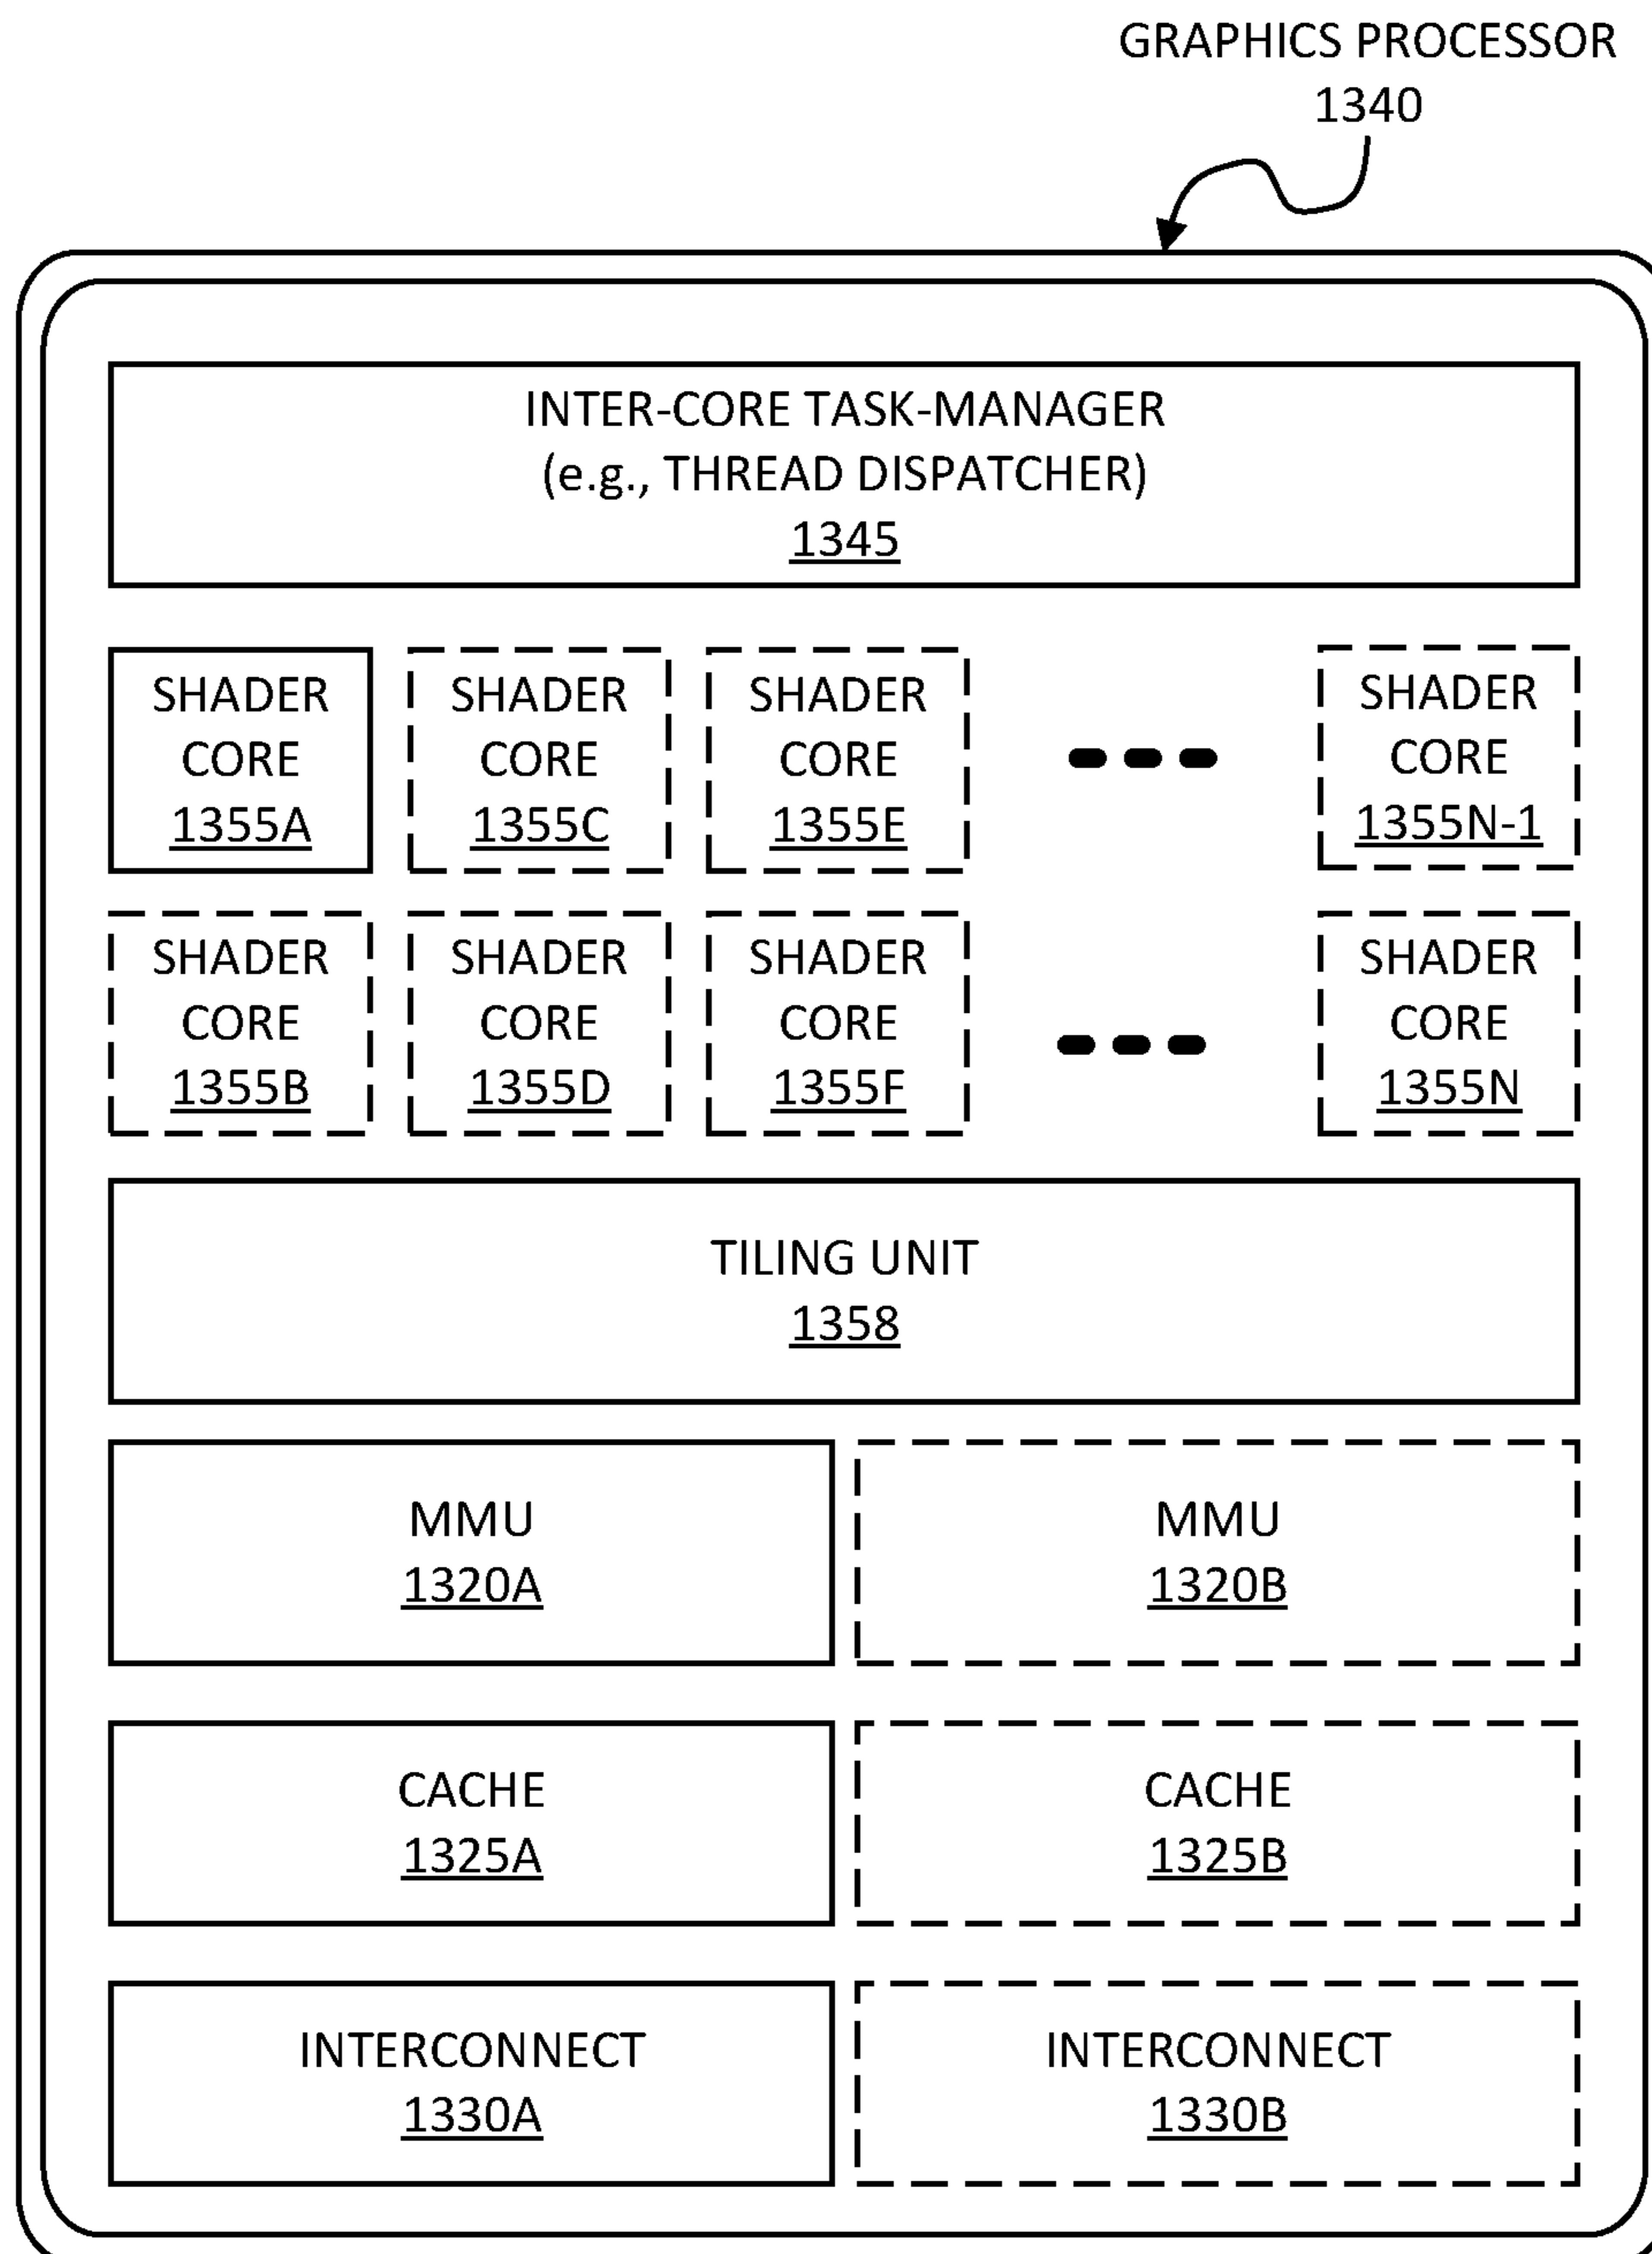 GRAPHICS PROCESSOR
1340
INTER-CORE TASK-MANAGER
(e.g., THREAD DISPATCHER)
1345
SHADER
CORE
1355A
SHADER
CORE
1355C
SHADER
CORE
1355E
SHADER
CORE
1355N-1
SHADER
CORE
1355B
SHADER
CORE
1355D
SHADER
CORE
1355F
SHADER
CORE
1355N
TILING UNIT
1358
MMU
1320A
MMU
1320B
CACHE
1325A
CACHE
1325B
INTERCONNECT
1330A
INTERCONNECT
1330B